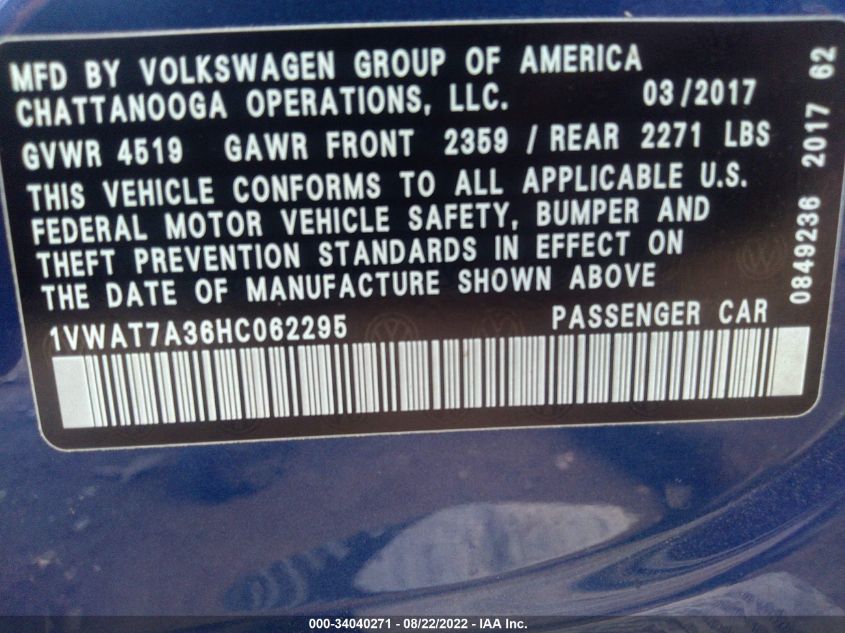 MFD BY VOLKSWAGEN GROUP OF AMERICA
CHATTANOOGA OPERATIONS, LLC. 03/2017
GVWR 4519 GAWR FRONT 2359 / REAR 2271 LBS
THIS VEHICLE CONFORMS TO ALL APPLICABLE U.S.
FEDERAL MOTOR VEHICLE SAFETY, BUMPER AND
THEFT PREVENTION STANDARDS IN EFFECT ON
THE DATE OF MANUFACTURE SHOWN ABOVE
1VWAT7A36HC062295 PASSENGER CAR
0849236 2017 62
000-34040271 - 08/22/2022 - IAA Inc.